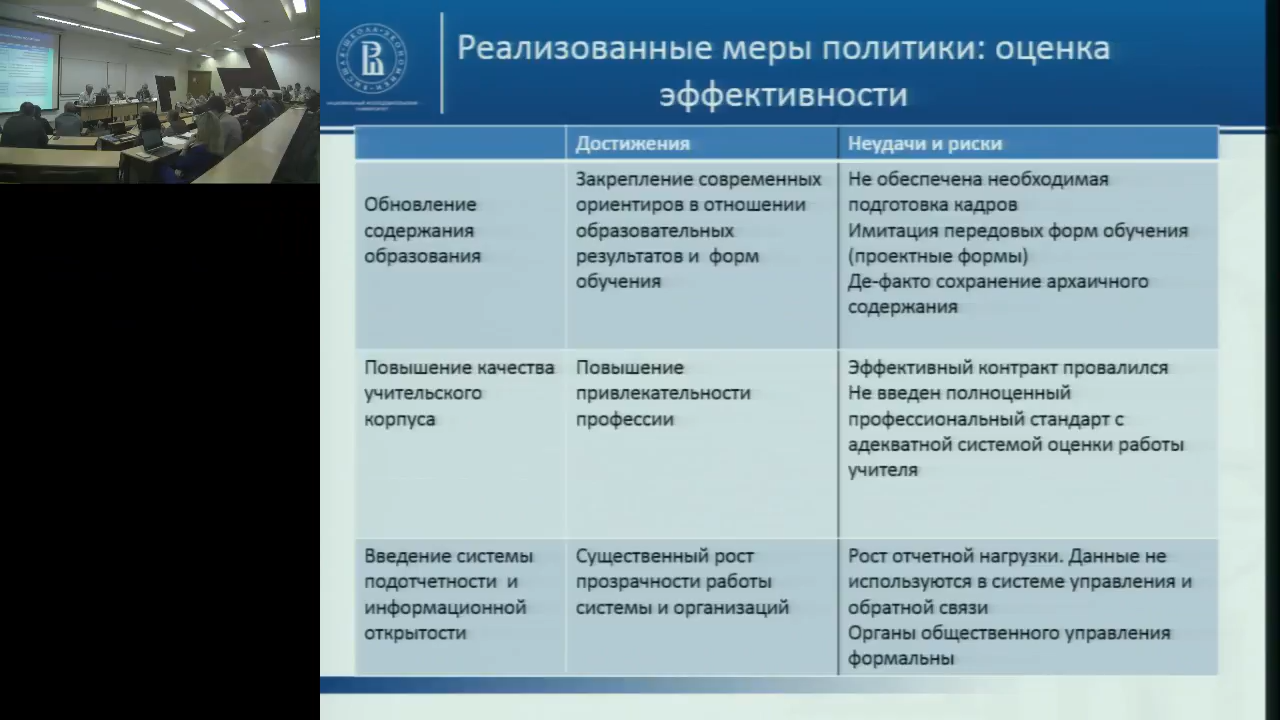 Реализованные меры политики: оценка
эффективности
Достижения
Неудачи и риски
Обновление
содержания
образования
Закрепление современных
ориентиров в отношении
образовательных
результатов и форм
обучения
Не обеспечена необходимая
подготовка кадров
Имитация передовых форм обучения
(проектные формы)
Де-факто сохранение архаичного
содержания
Повышение качества
учительского
корпуса
Повышение
привлекательности
профессии
Эффективный контракт провалился
Не введен полноценный
профессиональный стандарт с
адекватной системой оценки работы
учителя
Введение системы
подотчетности и
информационной
открытости
Существенный рост
прозрачности работы
системы и организаций
Рост отчетной нагрузки. Данные не
используются в системе управления и
обратной связи
Органы общественного управления
формальны